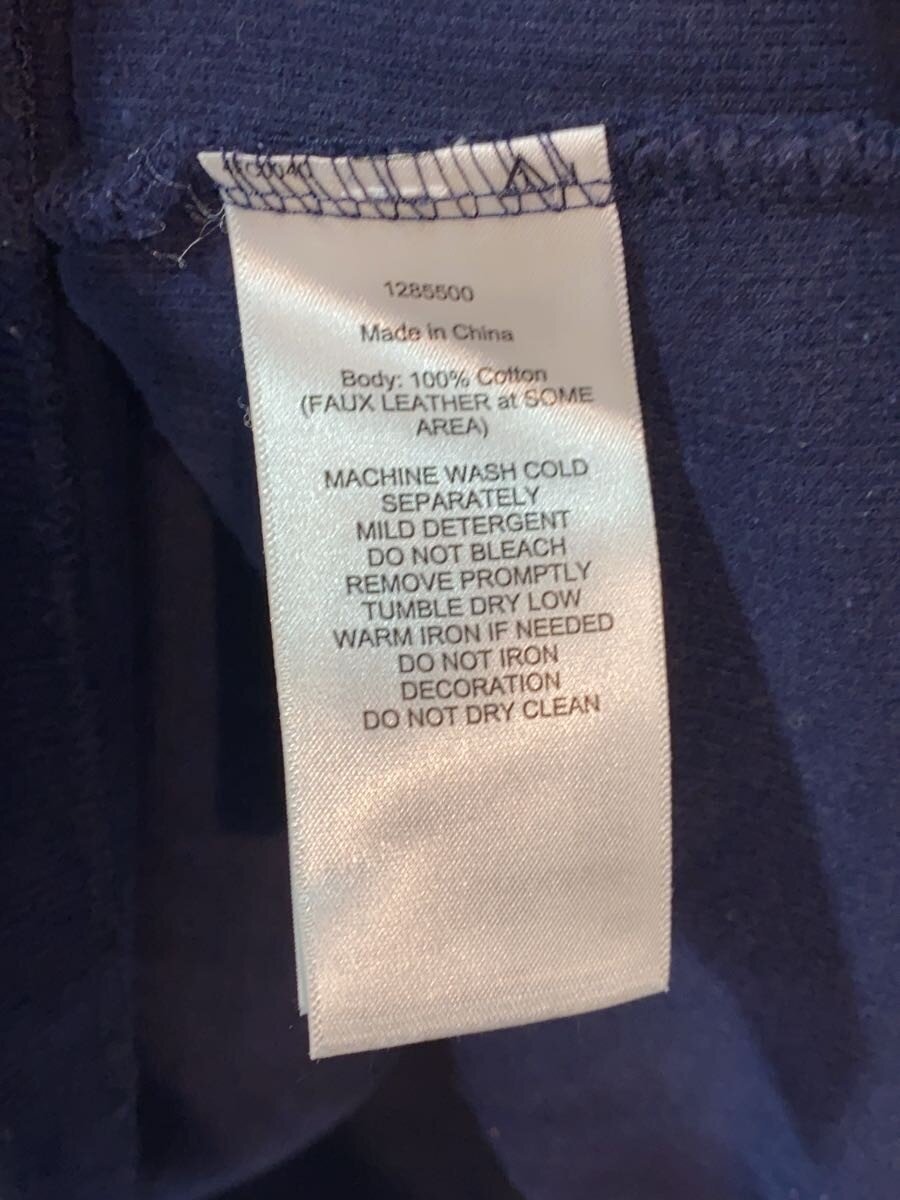 1285500
Made in China
Body: 100% Cotton
(FAUX LEATHER at SOME
AREA)
MACHINE WASH COLD
SEPARATELY
MILD DETERGENT
DO NOT BLEACH
REMOVE PROMPTLY
TUMBLE DRY LOW
WARM IRON IF NEEDED
DO NOT IRON
DECORATION
DO NOT DRY CLEAN